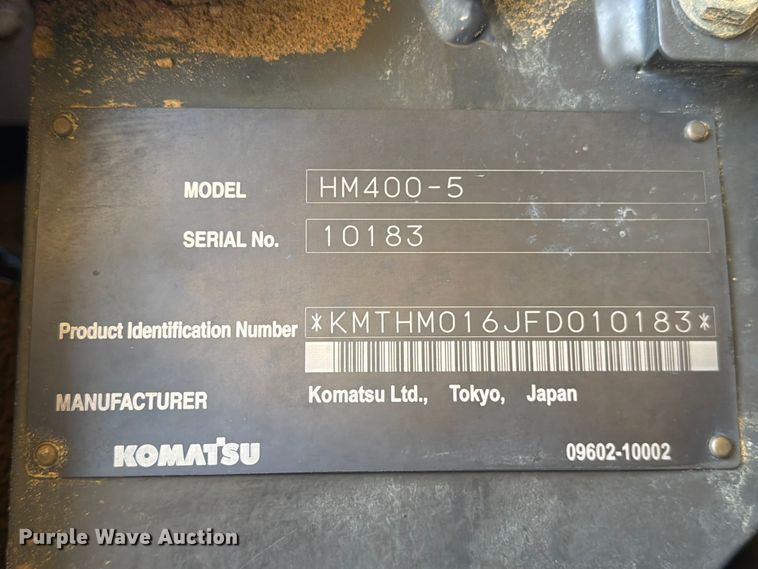 MODEL HM400-5
SERIAL No. 10183
Product Identification Number *KMTHM016JFD010183*
MANUFACTURER Komatsu Ltd., Tokyo, Japan
KOMATSU 09602-10002
Purple Wave Auction